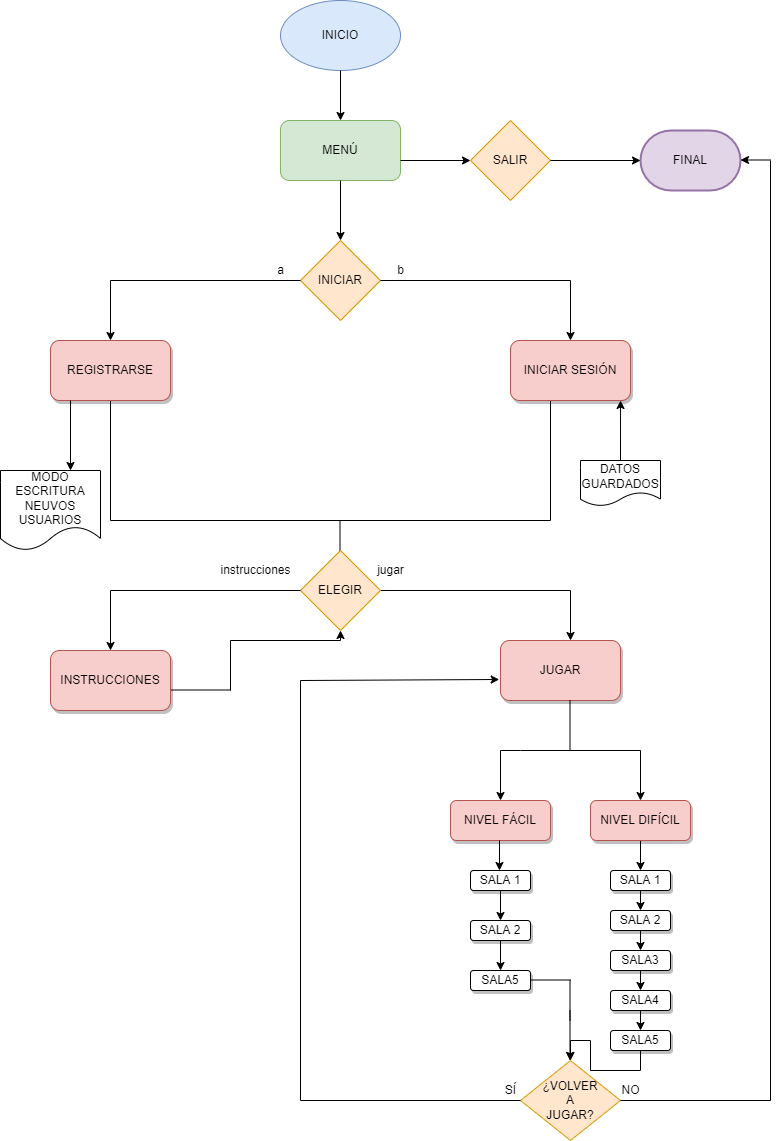 INICIO
MENÚ
SALIR
FINAL
a
b
INICIAR
REGISTRARSE
INICIAR SESIÓN
MODO
ESCRITURA
NEUVOS
USUARIOS
DATOS
GUARDADOS
instrucciones
jugar
ELEGIR
INSTRUCCIONES
JUGAR
NIVEL FÁCIL
NIVEL DIFÍCIL
SALA 1
SALA 1
SALA 2
SALA 2
SALA3
SALA5
SALA4
SALA5
SÍ
¿VOLVER
A
JUGAR?
NO